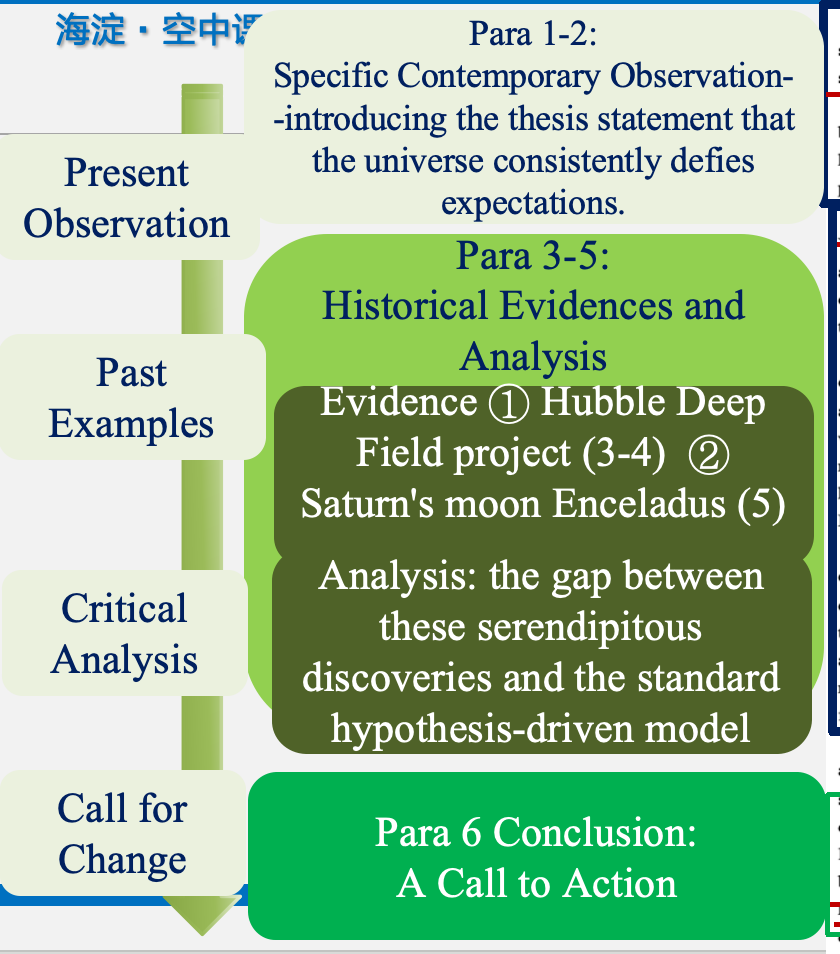 海淀·空中课
Para 1-2:
Specific Contemporary Observation-
-introducing the thesis statement that
the universe consistently defies
expectations.
Present
Observation
Para 3-5:
Historical Evidences and
Analysis
Past
Examples
Evidence ① Hubble Deep
Field project (3-4) ②
Saturn's moon Enceladus (5)
Critical
Analysis
Analysis: the gap between
these serendipitous
discoveries and the standard
hypothesis-driven model
Call for
Change
Para 6 Conclusion:
A Call to Action